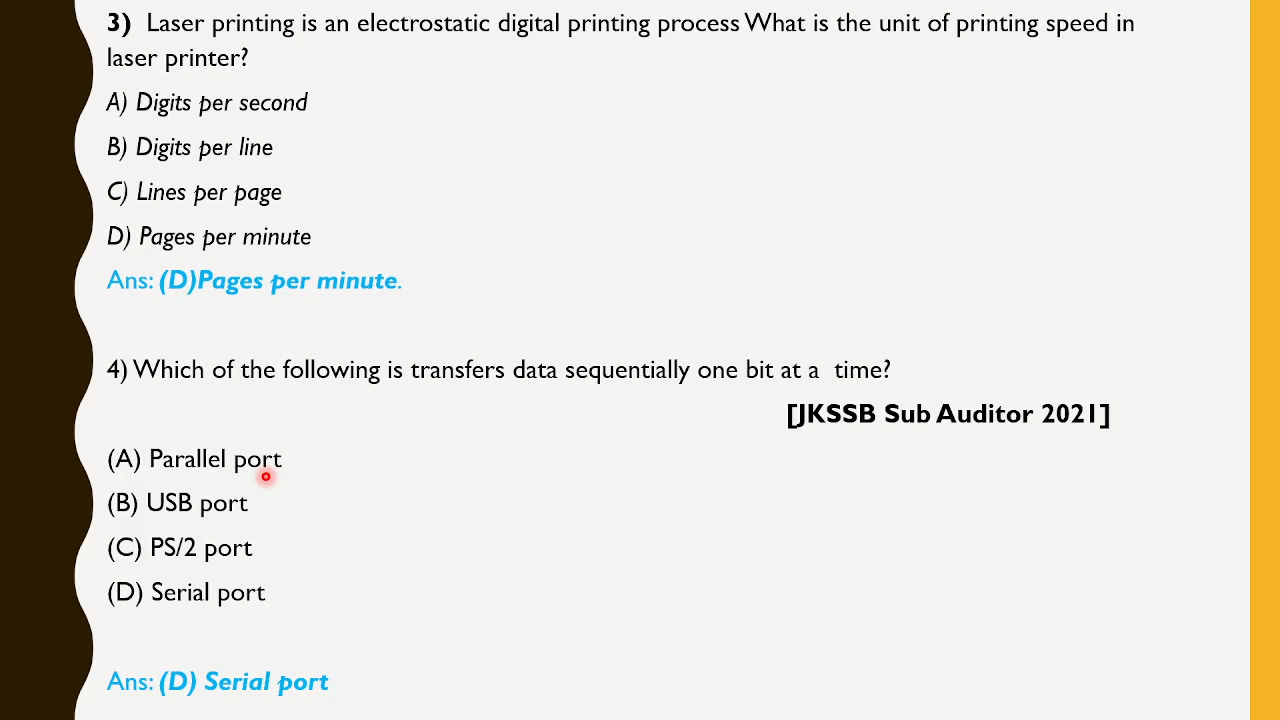 3) Laser printing is an electrostatic digital printing process What is the unit of printing speed in
laser printer?
A) Digits per second
B) Digits per line
C) Lines per page
D) Pages per minute
Ans: (D)Pages per minute.
4) Which of the following is transfers data sequentially one bit at a time?
[JKSSB Sub Auditor 2021]
(A) Parallel port
(B) USB port
(C) PS/2 port
(D) Serial port
Ans: (D) Serial port